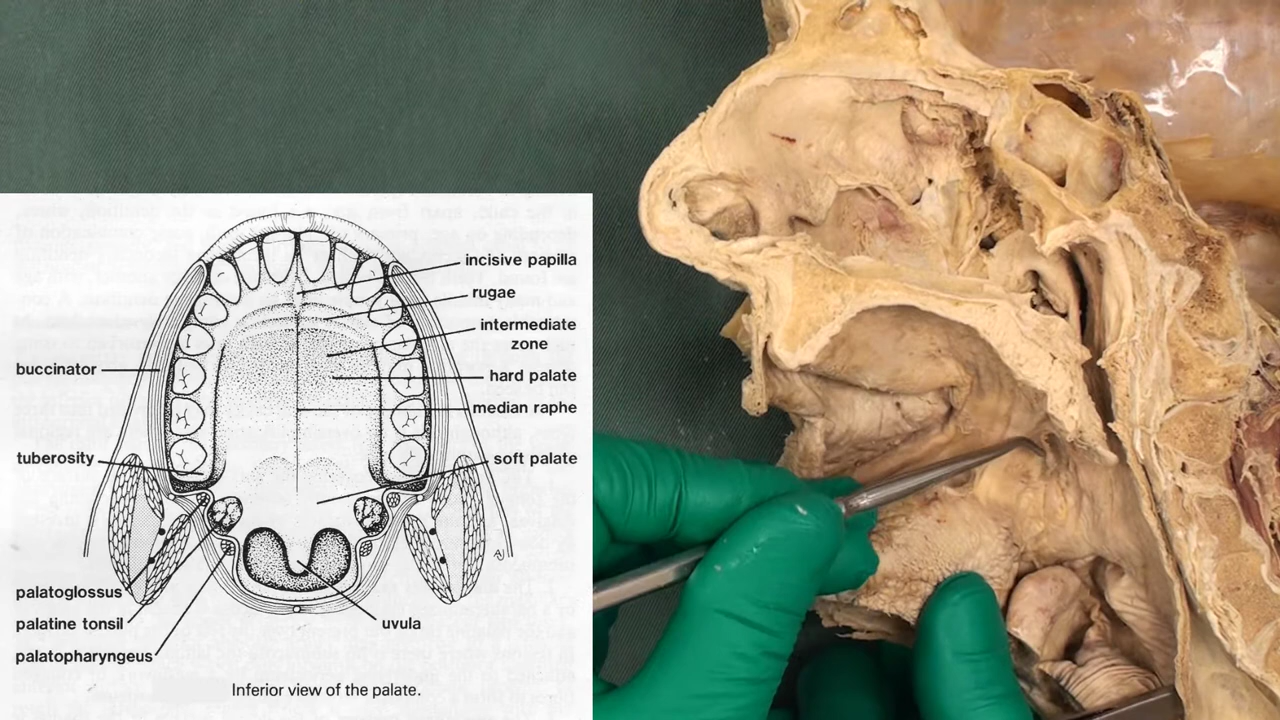 incisive papilla
rugae
intermediate
zone
buccinator
hard palate
median raphe
tuberosity
soft palate
palatoglossus
palatine tonsil
uvula
palatopharyngeus
Inferior view of the palate.